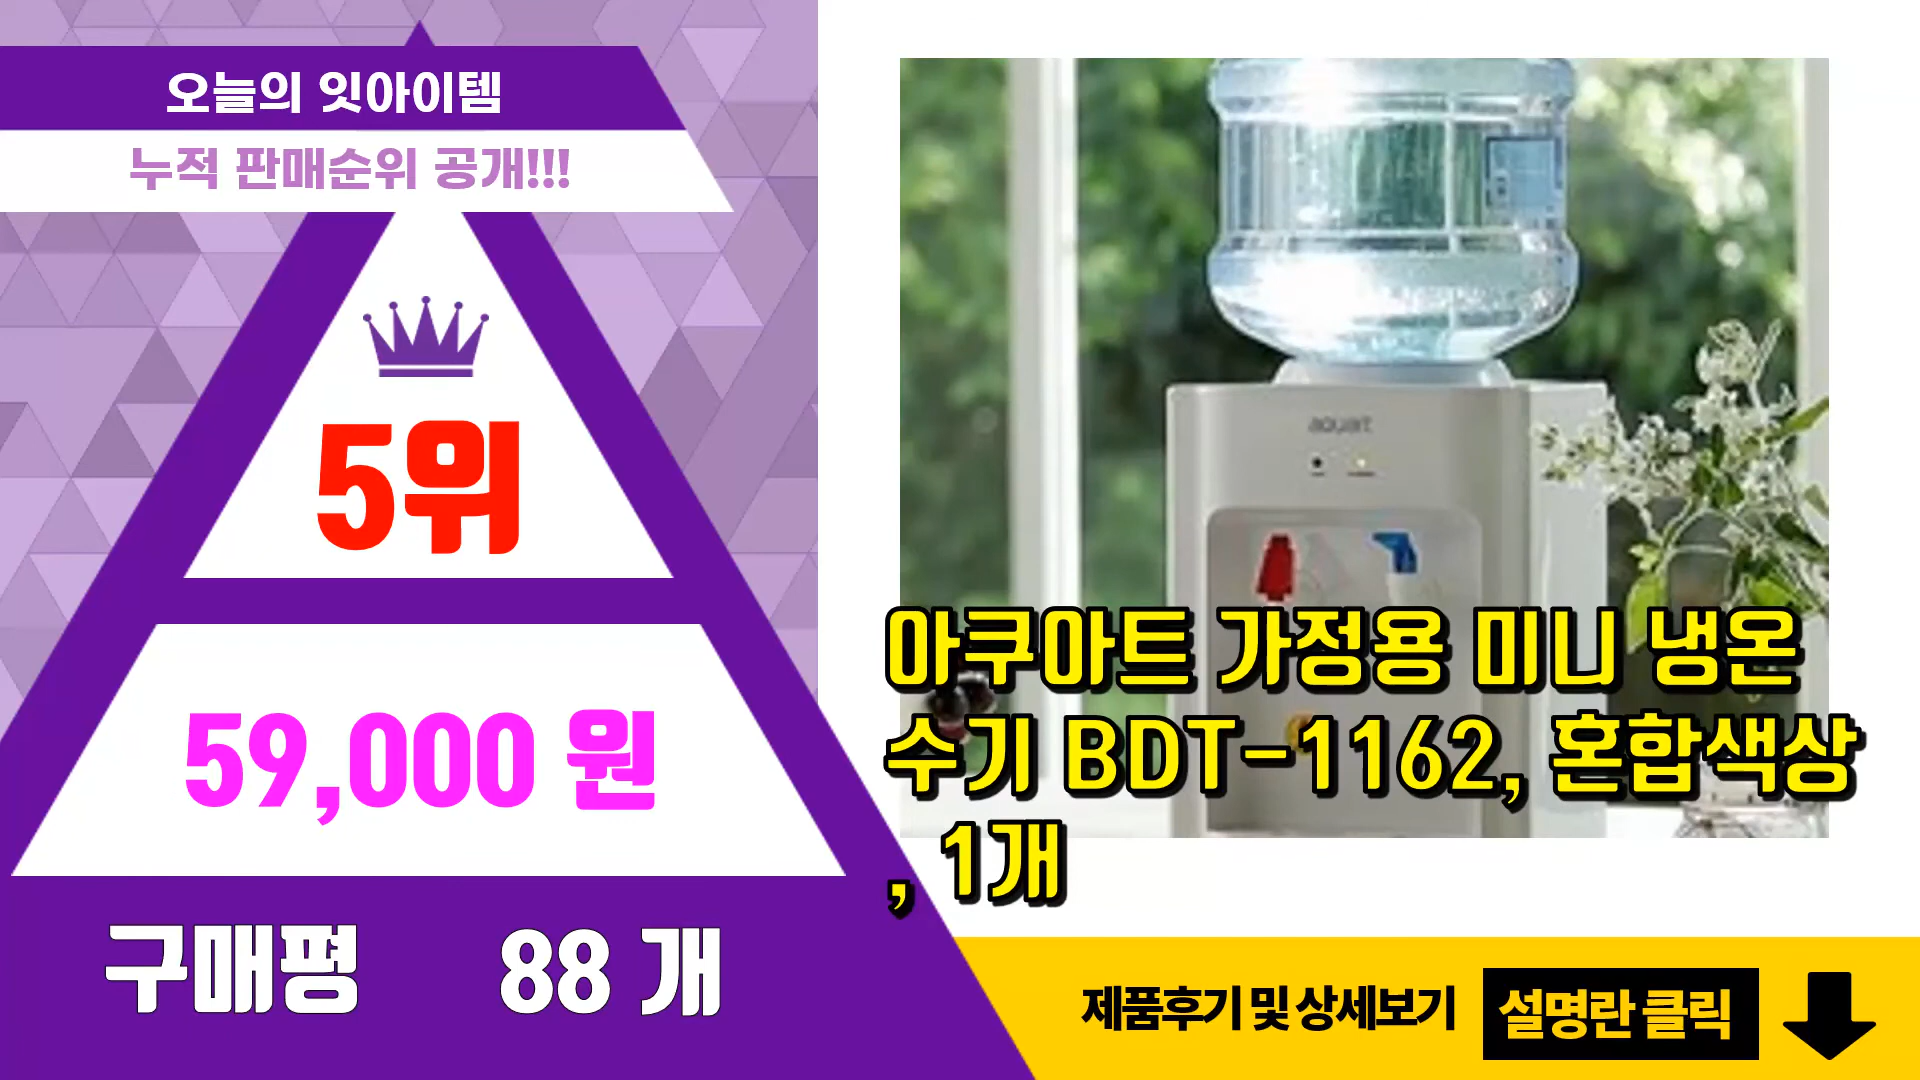 오늘의 잇아이템
누적 판매순위 공개!!!
5위
59,000 원
구매평 88 개
aquart
아쿠아트 가정용 미니 냉온
수기 BDT-1162, 혼합색상
, 1개
제품후기 및 상세보기 설명란 클릭